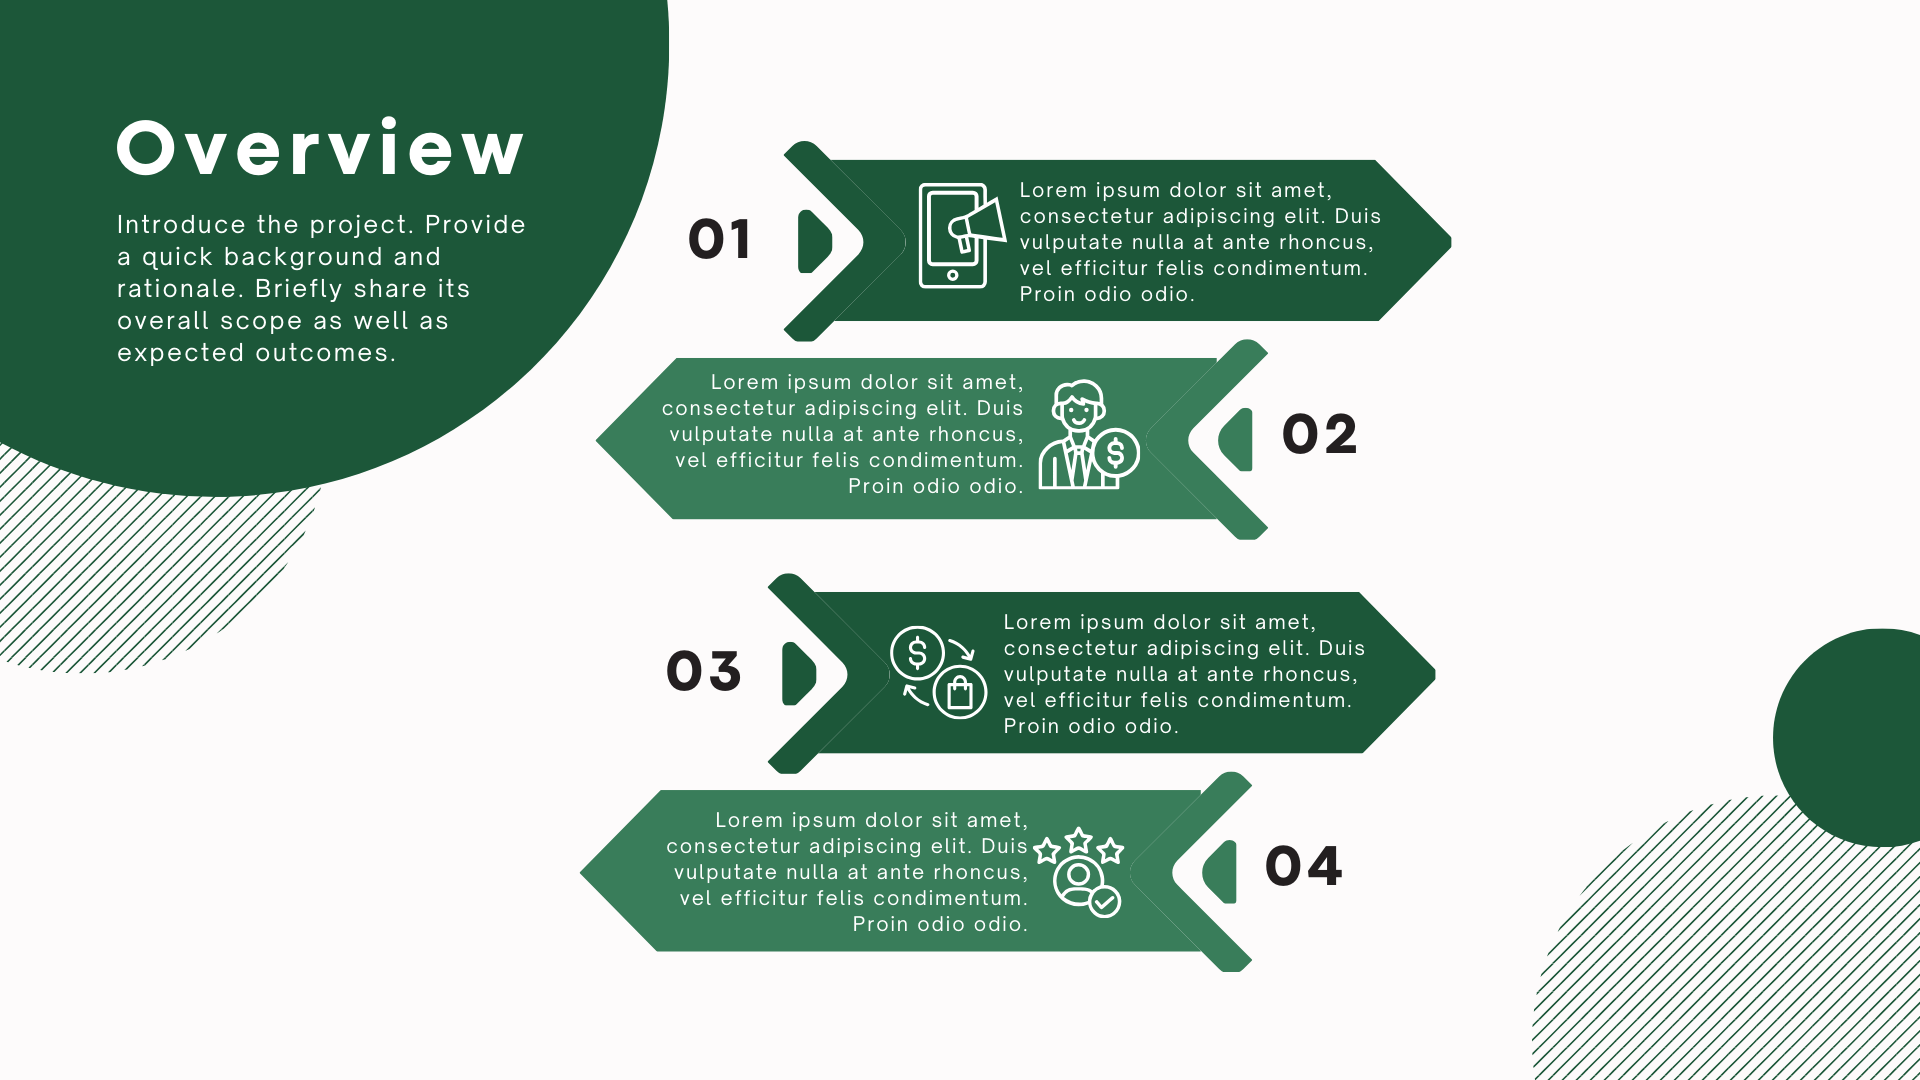 Overview
Introduce the project. Provide
a quick background and
rationale. Briefly share its
overall scope as well as
expected outcomes.
01
Lorem ipsum dolor sit amet,
consectetur adipiscing elit. Duis
vulputate nulla at ante rhoncus,
vel efficitur felis condimentum.
Proin odio odio.
Lorem ipsum dolor sit amet,
consectetur adipiscing elit. Duis
vulputate nulla at ante rhoncus,
vel efficitur felis condimentum.
Proin odio odio.
$
02
03
$
Lorem ipsum dolor sit amet,
consectetur adipiscing elit. Duis
vulputate nulla at ante rhoncus,
vel efficitur felis condimentum.
Proin odio odio.
Lorem ipsum dolor sit amet,
consectetur adipiscing elit. Duis
vulputate nulla at ante rhoncus,
vel efficitur felis condimentum.
Proin odio odio.
04